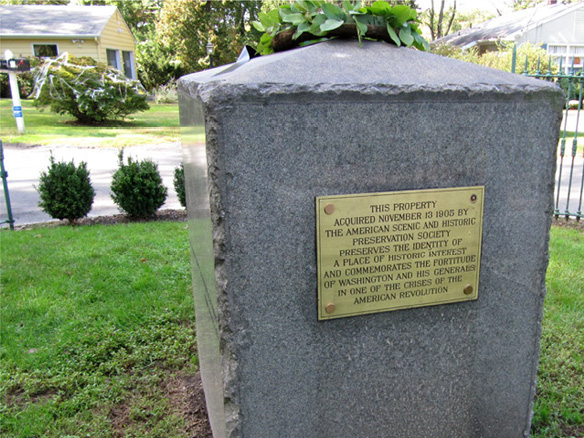 THIS PROPERTY
ACQUIRED NOVEMBER 13 1905 BY
THE AMERICAN SCENIC AND HISTORIC
PRESERVATION SOCIETY
PRESERVES THE IDENTITY OF
A PLACE OF HISTORIC INTEREST
AND COMMEMORATES THE FORTITUDE
OF WASHINGTON AND HIS GENERALS
IN ONE OF THE CRISES OF THE
AMERICAN REVOLUTION